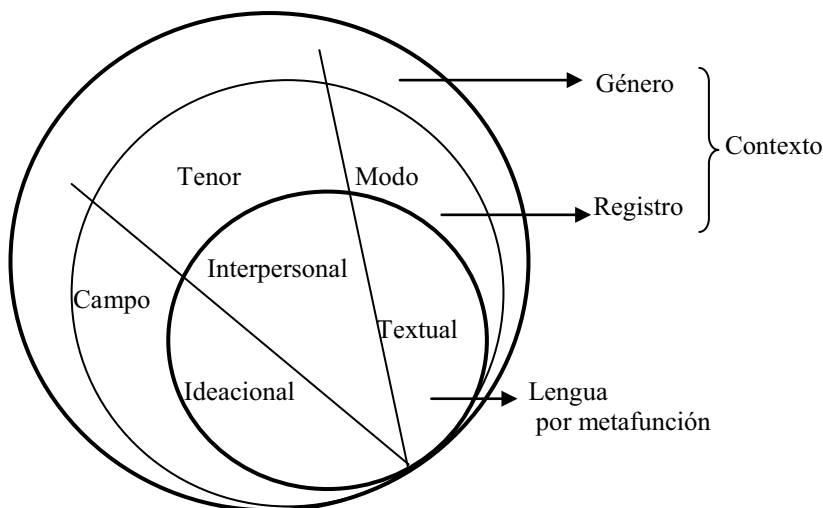 Género
Contexto
Tenor
Modo
Registro
Interpersonal
Campo
Textual
Ideacional
Lengua
por metafunción